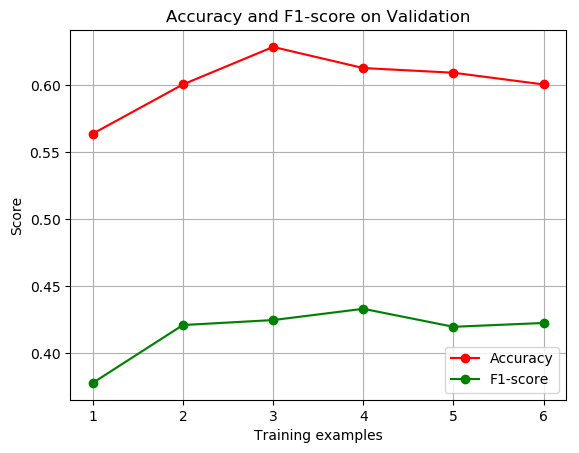 Accuracy and F1-score on Validation
0.60
0.55
0.50
0.45
0.40
Score
Accuracy
F1-score
1 2 3 4 5 6
Training examples